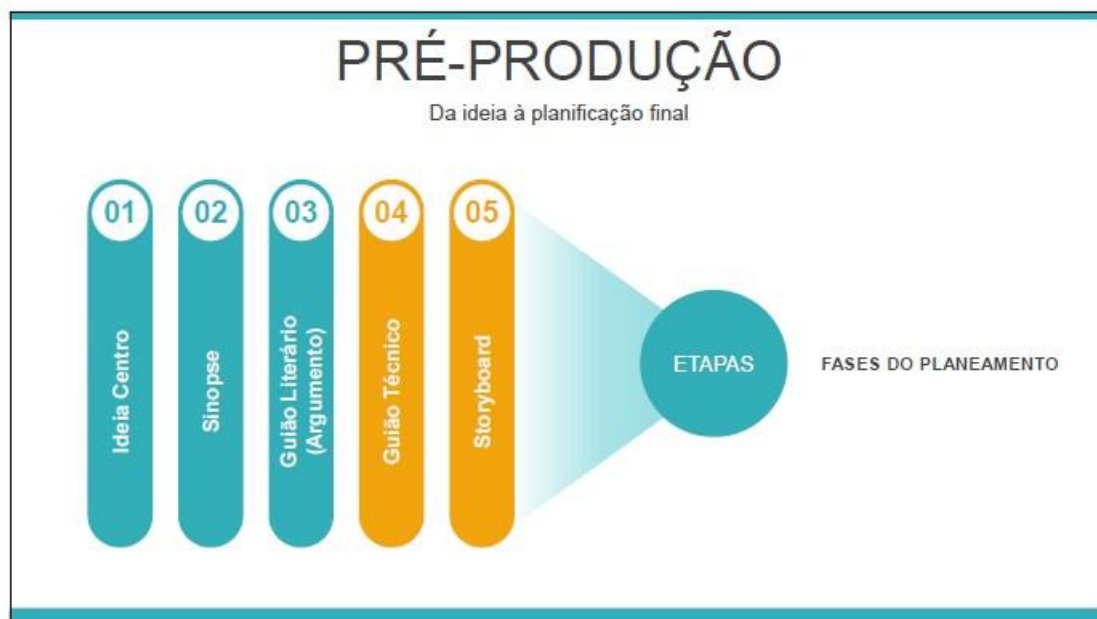 PRÉ-PRODUÇÃO
Da ideia à planificação final
01
Ideia Centro
02
Sinopse
03
Guião Literário
(Argumento)
04
Guião Técnico
05
Storyboard
ETAPAS
FASES DO PLANEAMENTO